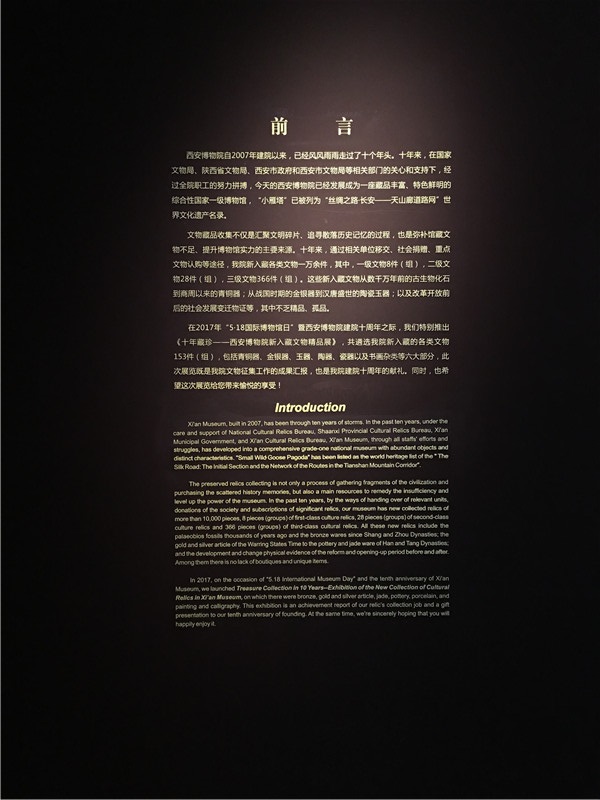 前 言
西安博物院自2007年建院以来，已经风风雨雨走过了十个年头。十年来，在国家
文物局、陕西省文物局、西安市政府和西安市文物局等相关部门的关心和支持下，经
过全院职工的努力拼搏，今天的西安博物院已经发展成为一座藏品丰富、特色鲜明的
综合性国家一级博物馆，“小雁塔”已被列为“丝绸之路·长安——天山廊道路网”世
界文化遗产名录。
文物藏品收集不仅是汇聚文明碎片、追寻散落历史记忆的过程，也是弥补馆藏文
物不足、提升博物馆实力的主要来源。十年来，通过相关单位移交、社会捐赠、重点
文物认购等途径，我院新入藏各类文物一万余件，其中，一级文物8件（组），二级文
物28件（组），三级文物366件（组）。这些新入藏文物从数千万年前的古生物化石
到商周以来的青铜器；从战国时期的金银器到汉唐盛世的陶瓷玉器；以及改革开放前
后的社会发展变迁物证等，其中不乏精品、孤品。
在2017年“5·18国际博物馆日”暨西安博物院建院十周年之际，我们特别推出
《十年藏珍——西安博物院新入藏文物精品展》，共遴选我院新入藏的各类文物
153件（组），包括青铜器、金银器、玉器、陶器、瓷器以及书画杂类等六大部分，此
次展览既是我院文物征集工作的成果汇报，也是我院建院十周年的献礼。同时，也希
望这次展览给您带来愉悦的享受！
Introduction
Xi'an Museum, built in 2007, has been through ten years of storms. In the past ten years, under the
care and support of National Cultural Relics Bureau, Shaanxi Provincial Cultural Relics Bureau, Xi'an
Municipal Government, and Xi'an Cultural Relics Bureau, Xi'an Museum, through all staffs' efforts and
struggles, has developed into a comprehensive grade-one national museum with abundant objects and
distinct characteristics. "Small Wild Goose Pagoda" has been listed as the world heritage list of the " The
Silk Road: The Initial Section and the Network of the Routes in the Tianshan Mountain Corridor".
The preserved relics collecting is not only a process of gathering fragments of the civilization and
purchasing the scattered history memories, but also a main resources to remedy the insufficiency and
level up the power of the museum. In the past ten years, by the ways of handing over of relevant units,
donations of the society and subscriptions of significant relics, our museum has new collected relics of
more than 10,000 pieces, 8 pieces (groups) of first-class culture relics, 28 pieces (groups) of second-class
culture relics and 366 pieces (groups) of third-class cultural relics. All these new relics include the
palaeobios fossils thousands of years ago and the bronze wares since Shang and Zhou Dynasties; the
gold and silver article of the Warring States Time to the pottery and jade ware of Han and Tang Dynasties;
and the development and change physical evidence of the reform and opening-up period before and after.
Among them there is no lack of boutiques and unique items.
In 2017, on the occasion of "5.18 International Museum Day" and the tenth anniversary of Xi'an
Museum, we launched Treasure Collection in 10 Years--Exhibition of the New Collection of Cultural
Relics in Xi'an Museum, on which there were bronze, gold and silver article, jade, pottery, porcelain, and
painting and calligraphy. This exhibition is an achievement report of our relic's collection job and a gift
presentation to our tenth anniversary of founding. At the same time, we're sincerely hoping that you will
happily enjoy it.